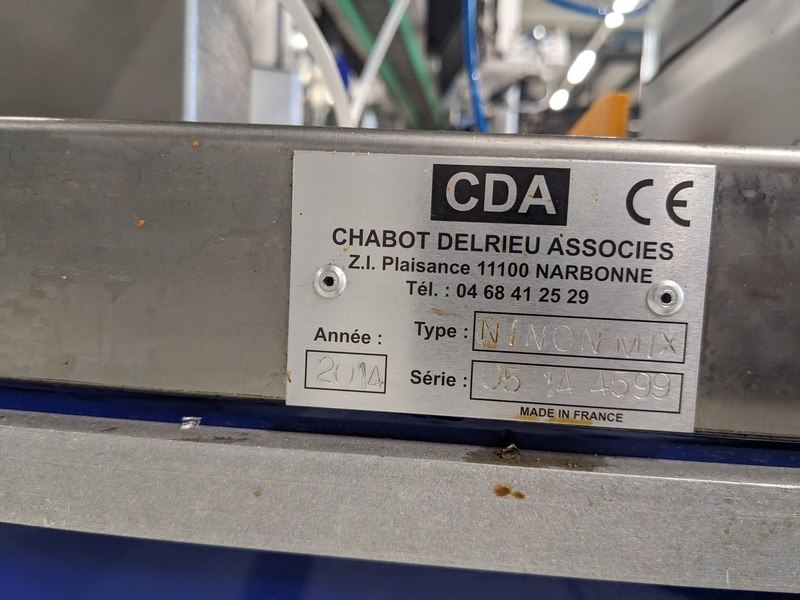 CDA CE
CHABOT DELRIEU ASSOCIES
Z.I. Plaisance 11100 NARBONNE
Tél. : 04 68 41 25 29
Année : 2014
Type : NINON MIX
Série : 05 14 4599
MADE IN FRANCE